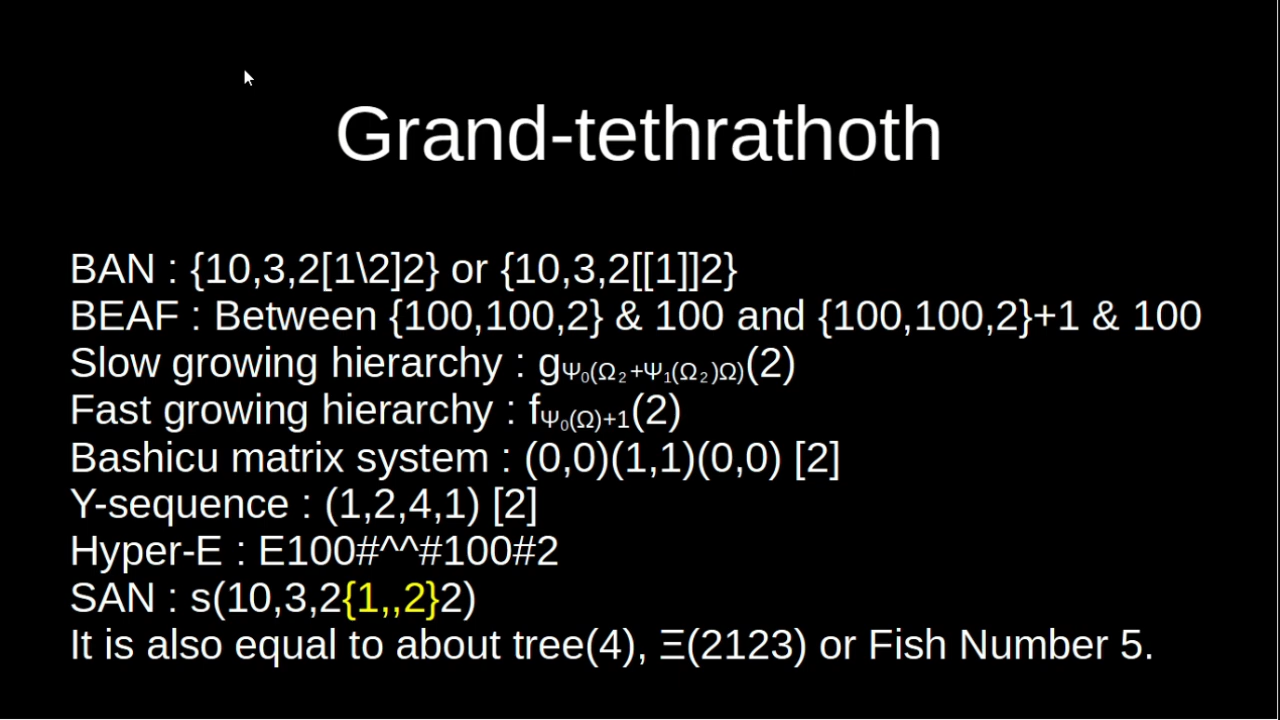 Grand-tethrathoth
BAN : {10,3,2[1\2]2} or {10,3,2[[1]]2}
BEAF : Between {100,100,2} & 100 and {100,100,2}+1 & 100
Slow growing hierarchy : gΨ₀(Ω₂+Ψ₁(Ω₂)Ω)(2)
Fast growing hierarchy : fΨ₀(Ω)+1(2)
Bashicu matrix system : (0,0)(1,1)(0,0) [2]
Y-sequence : (1,2,4,1) [2]
Hyper-E : E100#^^#100#2
SAN : s(10,3,2{1,,2}2)
It is also equal to about tree(4), Ξ(2123) or Fish Number 5.